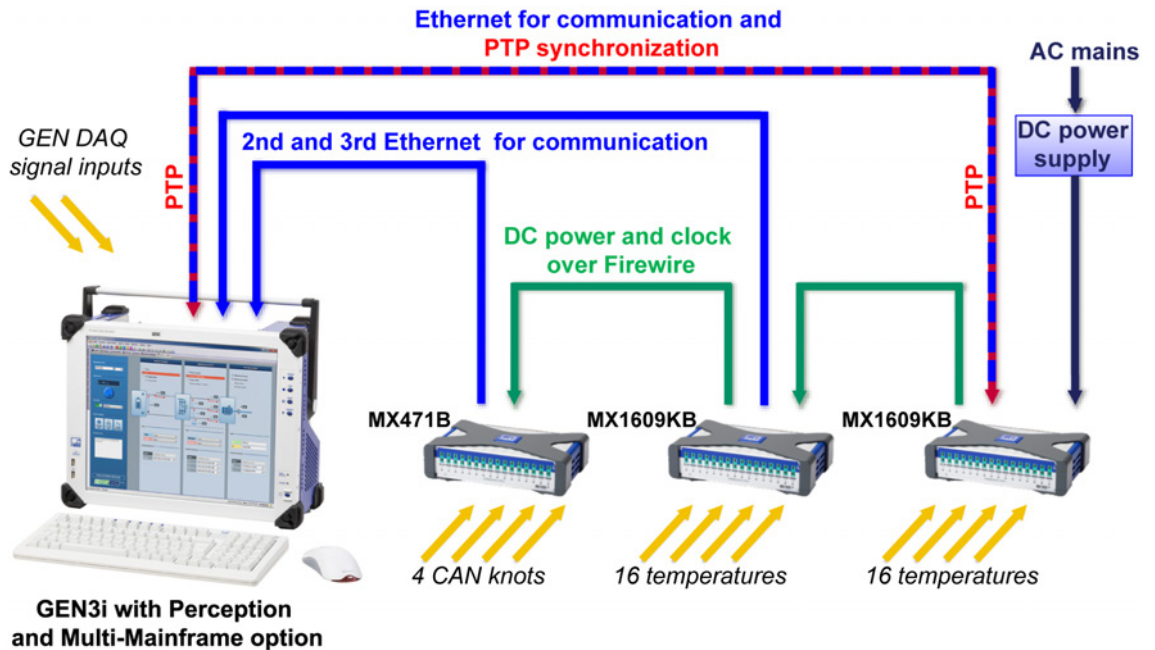 Ethernet for communication and
PTP synchronization
AC mains
GEN DAQ
signal inputs
2nd and 3rd Ethernet for communication
DC power
supply
PTP
PTP
DC power and clock
over Firewire
MX471B
MX1609KB
MX1609KB
4 CAN knots
16 temperatures
16 temperatures
GEN3i with Perception
and Multi-Mainframe option